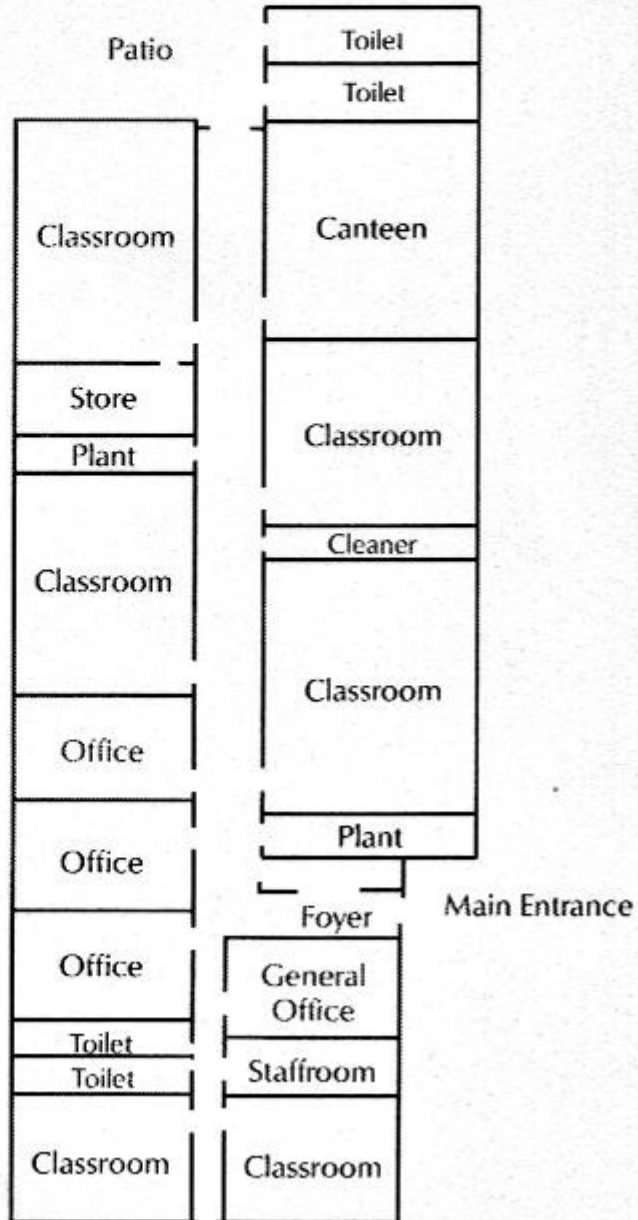 Patio
Toilet
Toilet
Classroom
Canteen
Store
Classroom
Plant
Cleaner
Classroom
Classroom
Office
Office
Plant
Main Entrance
Foyer
Office
General
Office
Toilet
Toilet
Staffroom
Classroom
Classroom